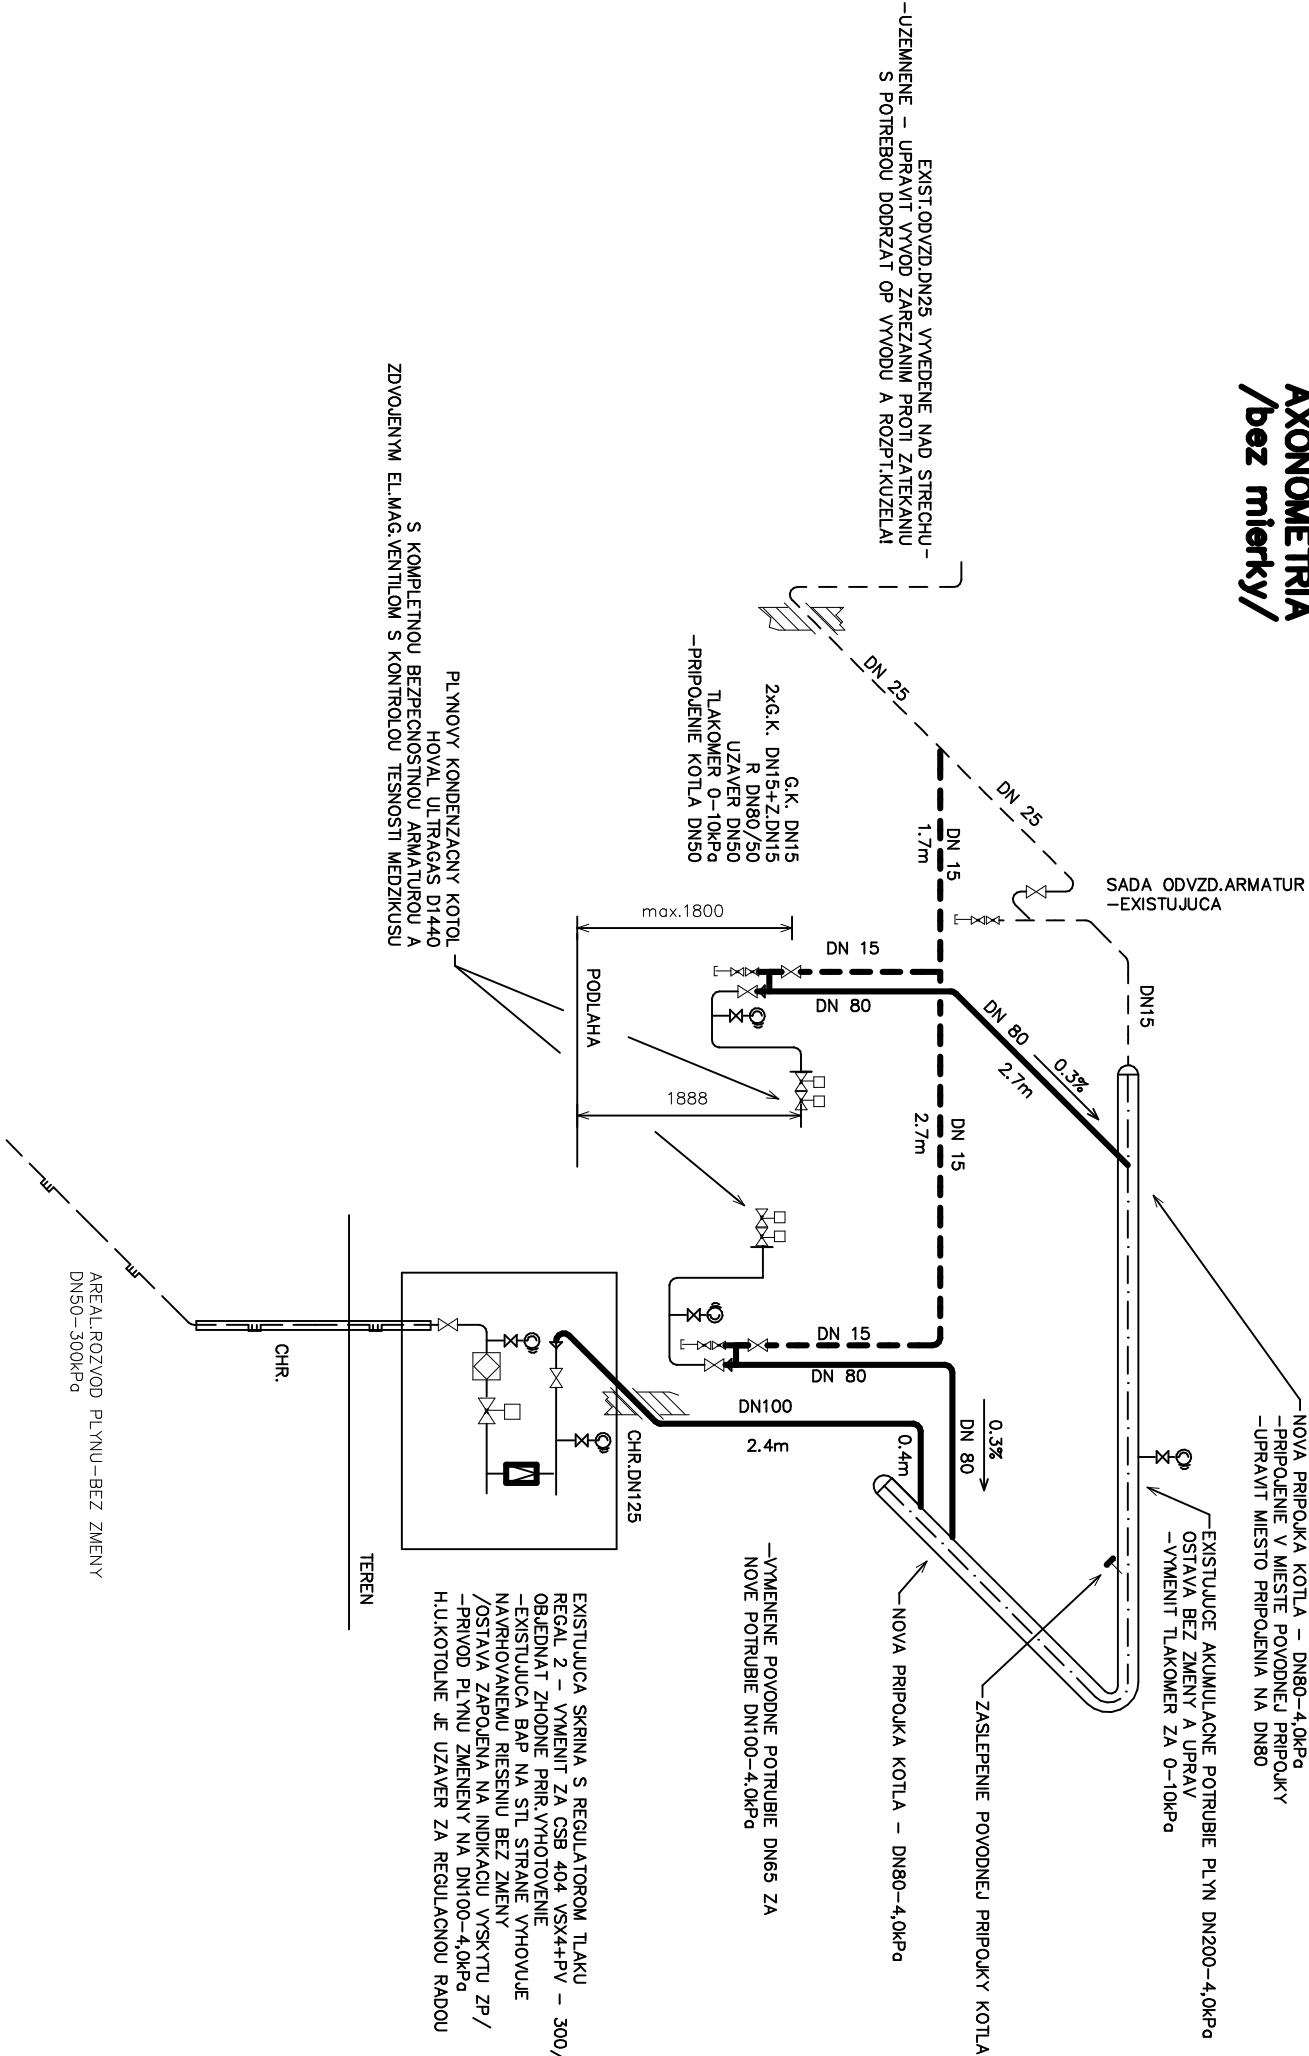 AXONOMETRIA
/bez mierky/
-NOVA PRIPOJKA KOTLA - DN80-4,0kPa
-PRIPOJENIE V MIESTE POVODNEJ PRIPOJKY
-UPRAVIT MIESTO PRIPOJENIA NA DN80
EXISTUJUCE AKUMULACNE POTRUBIE PLYN DN200-4,0kPa
OSTAVA BEZ ZMENY A UPRAV
-VYMENIT TLAKOMER ZA 0-10kPa
SADA ODVZD.ARMATUR
-EXISTUJUCA
DN15
DN 25
DN 25
EXIST.ODVZD.DN25 VYVEDENE NAD STRECHU-
-UZEMNENE - UPRAVIT VYVOD ZAREZANIM PROTI ZATEKANIU
S POTREBOU DODRZAT OP VYVODU A ROZPT.KUZELA!
DN 15
1.7m
DN 15
2.7m
DN 80
2.7m
0.3%
DN 15
DN 80
DN 15
DN 80
0.3%
DN 80
0.4m
DN100
2.4m
G.K. DN15
2xG.K. DN15+Z.DN15
R DN80/50
UZAVER DN50
TLAKOMER 0-10kPa
-PRIPOJENIE KOTLA DN50
max.1800
1888
PODLAHA
PLYNOVY KONDENZACNY KOTOL
HOVAL ULTRAGAS D1440
S KOMPLETNOU BEZPECNOSTNOU ARMATUROU A
ZDVOJENYM EL.MAG.VENTILOM S KONTROLOU TESNOSTI MEDZIKUSU
-ZASLEPENIE POVODNEJ PRIPOJKY KOTLA
-NOVA PRIPOJKA KOTLA - DN80-4,0kPa
-VYMENENE POVODNE POTRUBIE DN65 ZA
NOVE POTRUBIE DN100-4.0kPa
CHR.DN125
EXISTUJUCA SKRINA S REGULATOROM TLAKU
REGAL 2 - VYMENIT ZA CSB 404 VSX4+PV - 300/
OBJEDNAT ZHODNE PRIR.VYHOTOVENIE
-EXISTUJUCA BAP NA STL STRANE VYHOVUJE
NAVRHOVANEMU RIESENIU BEZ ZMENY
/OSTAVA ZAPOJENA NA INDIKACIU VYSKYTU ZP/
-PRIVOD PLYNU ZMENENY NA DN100-4,0kPa
H.U.KOTOLNE JE UZAVER ZA REGULACNOU RADOU
TEREN
CHR.
AREAL.ROZVOD PLYNU-BEZ ZMENY
DN50-300kPa